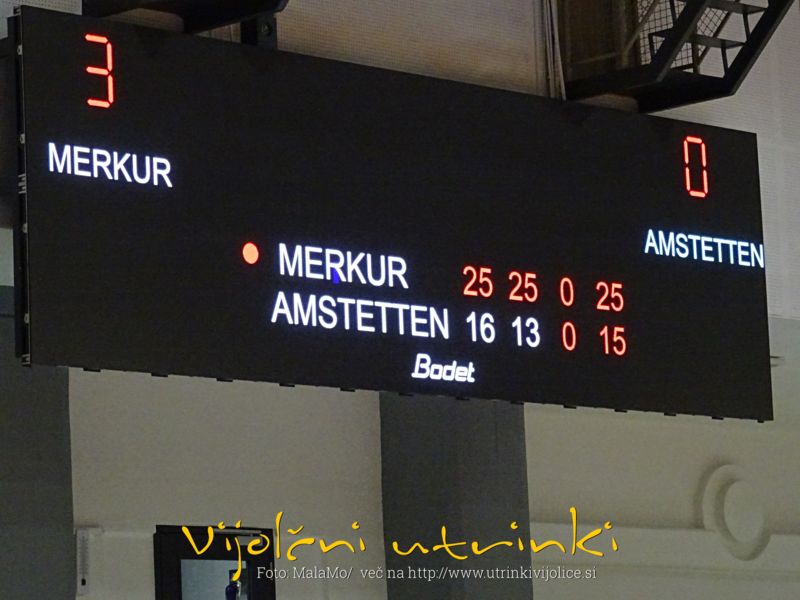 3
0
MERKUR
AMSTETTEN
MERKUR 25 25 0 25
AMSTETTEN 16 13 0 15
Bodet
Vijolčni utrinki
Foto: MalaMo/ več na http://www.utrinkivijolice.si